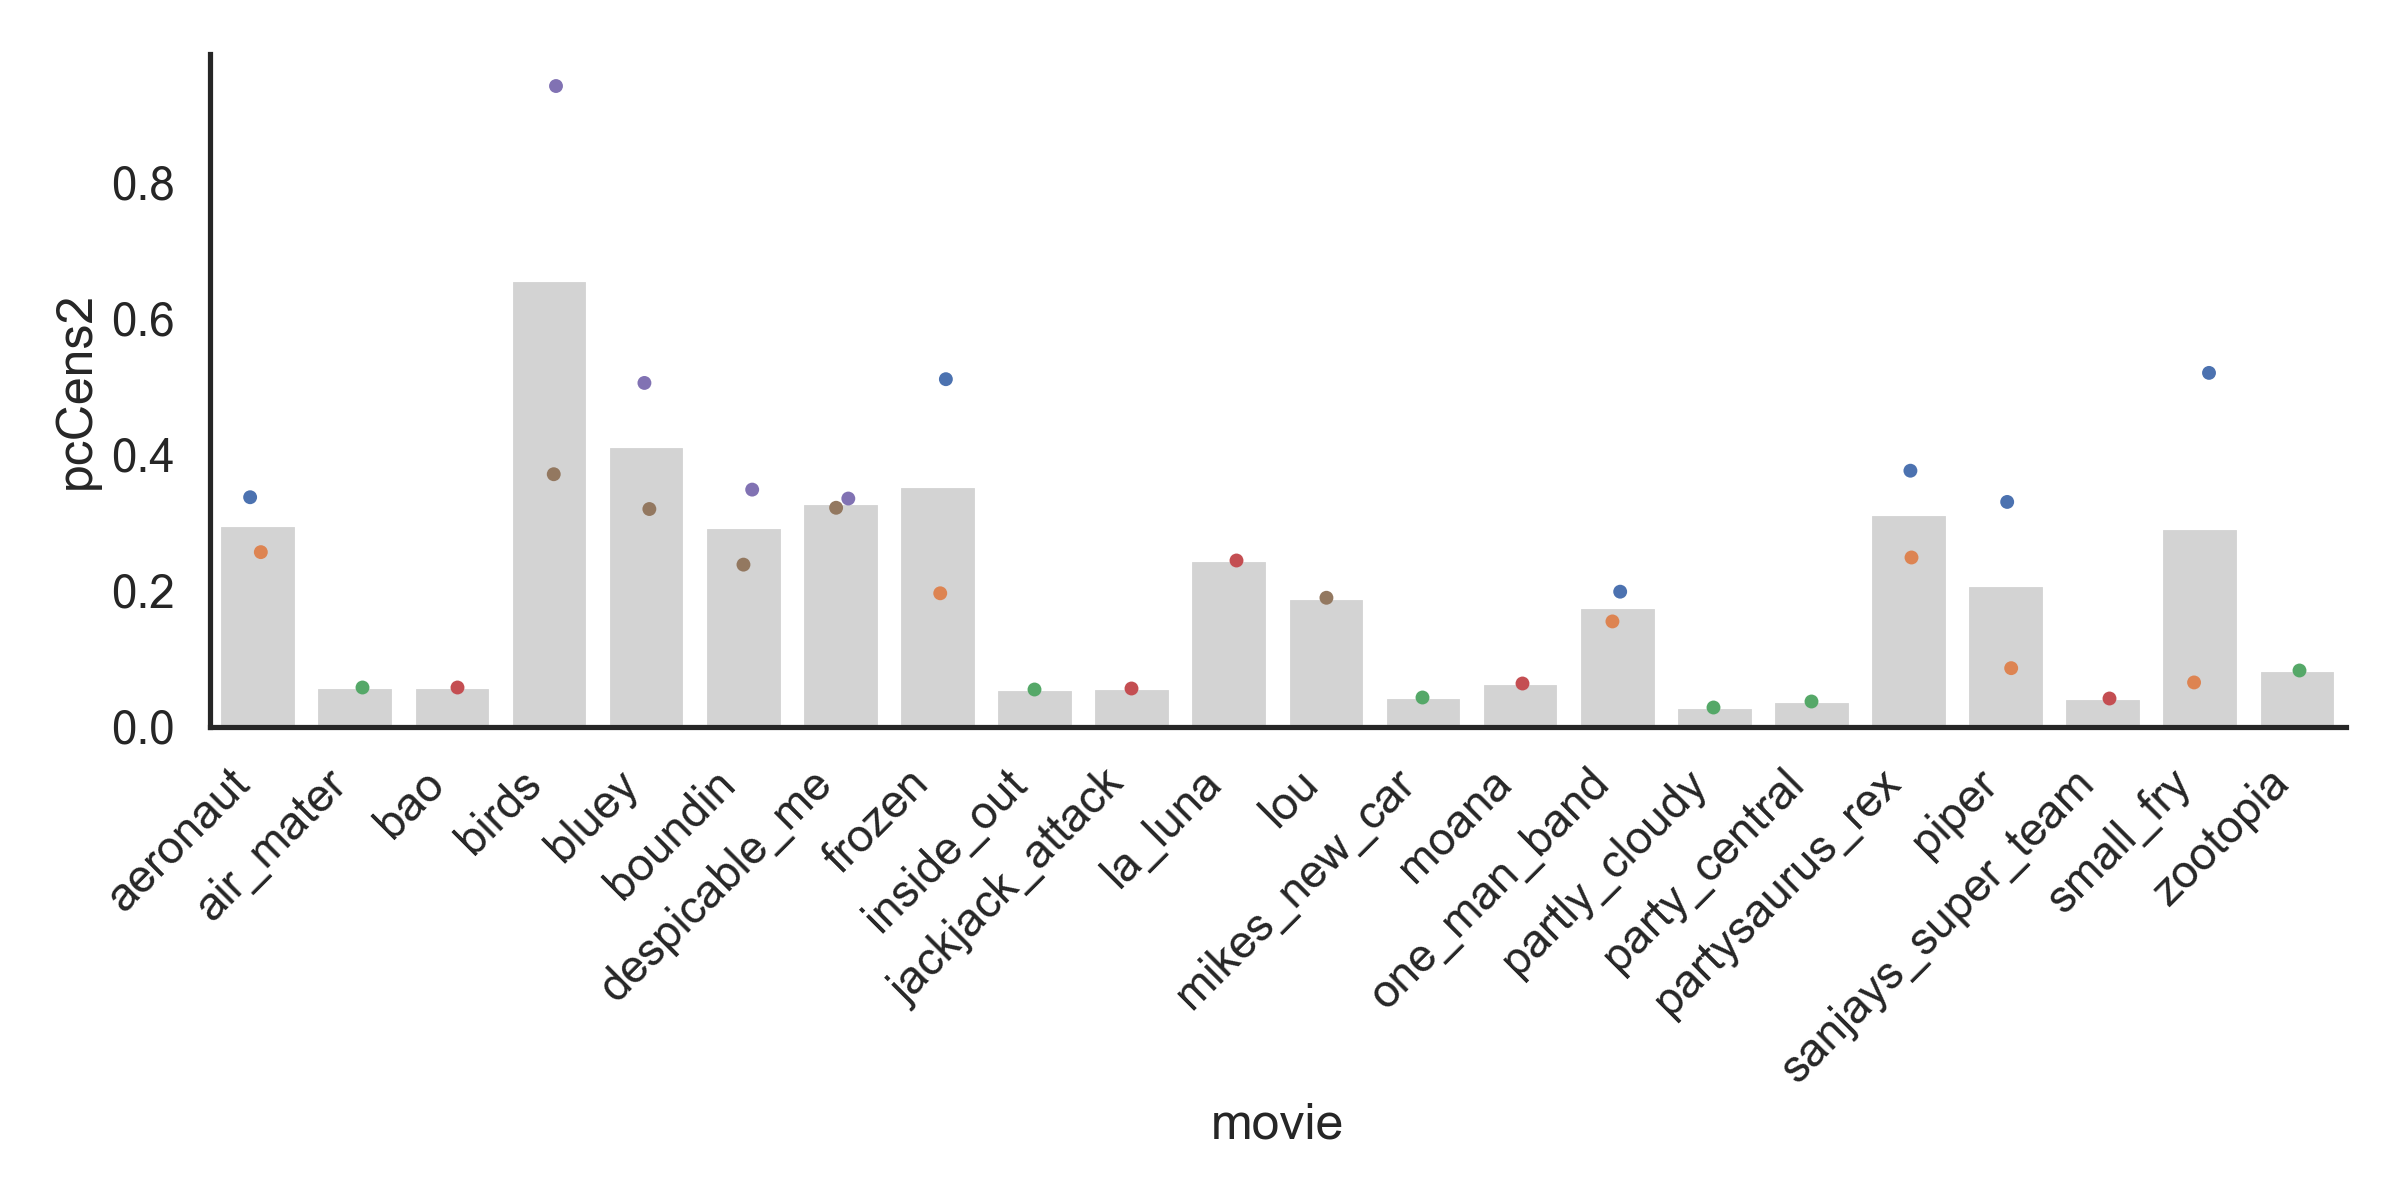 pcCens2
0.8
0.6
0.4
0.2
0.0
aeronaut
air_mater
bao
birds
bluey
boundin
despicable_me
frozen
inside_out
jackjack_attack
la_luna
lou
mikes_new_car
moana
one_man_band
partly_cloudy
party_central
partysaurus_rex
piper
sanjays_super_team
small_fry
zootopia
movie